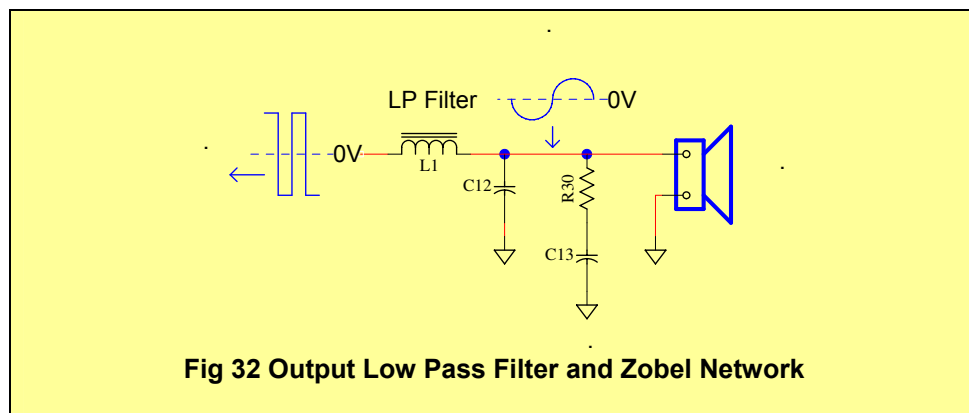 LP Filter
0V
0V
L1
C12
R30
C13
Fig 32 Output Low Pass Filter and Zobel Network